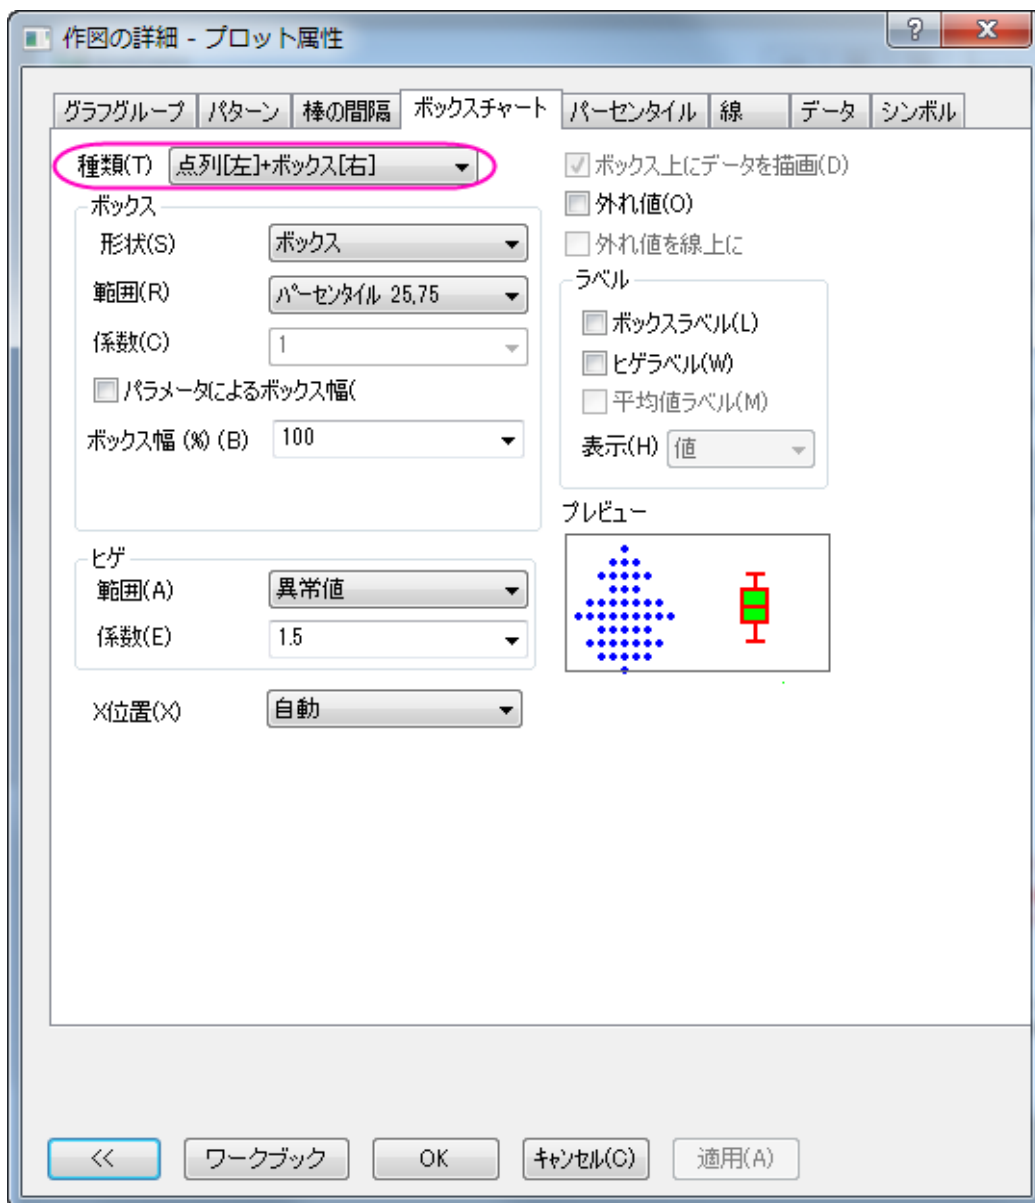 作図の詳細 - プロット属性
グラフグループ パターン 棒の間隔 ボックスチャート パーセンタイル 線 データ シンボル
種類(T) 点列[左]+ボックス[右]
ボックス
形状(S) ボックス
範囲(R) パーセンタイル 25,75
係数(C) 1
パラメータによるボックス幅(
ボックス幅 (%) (B) 100
ヒゲ
範囲(A) 異常値
係数(E) 1.5
X位置(X) 自動
ボックス上にデータを描画(D)
外れ値(O)
外れ値を線上に
ラベル
ボックスラベル(L)
ヒゲラベル(W)
平均値ラベル(M)
表示(H) 値
プレビュー
<< ワークブック OK キャンセル(C) 適用(A)